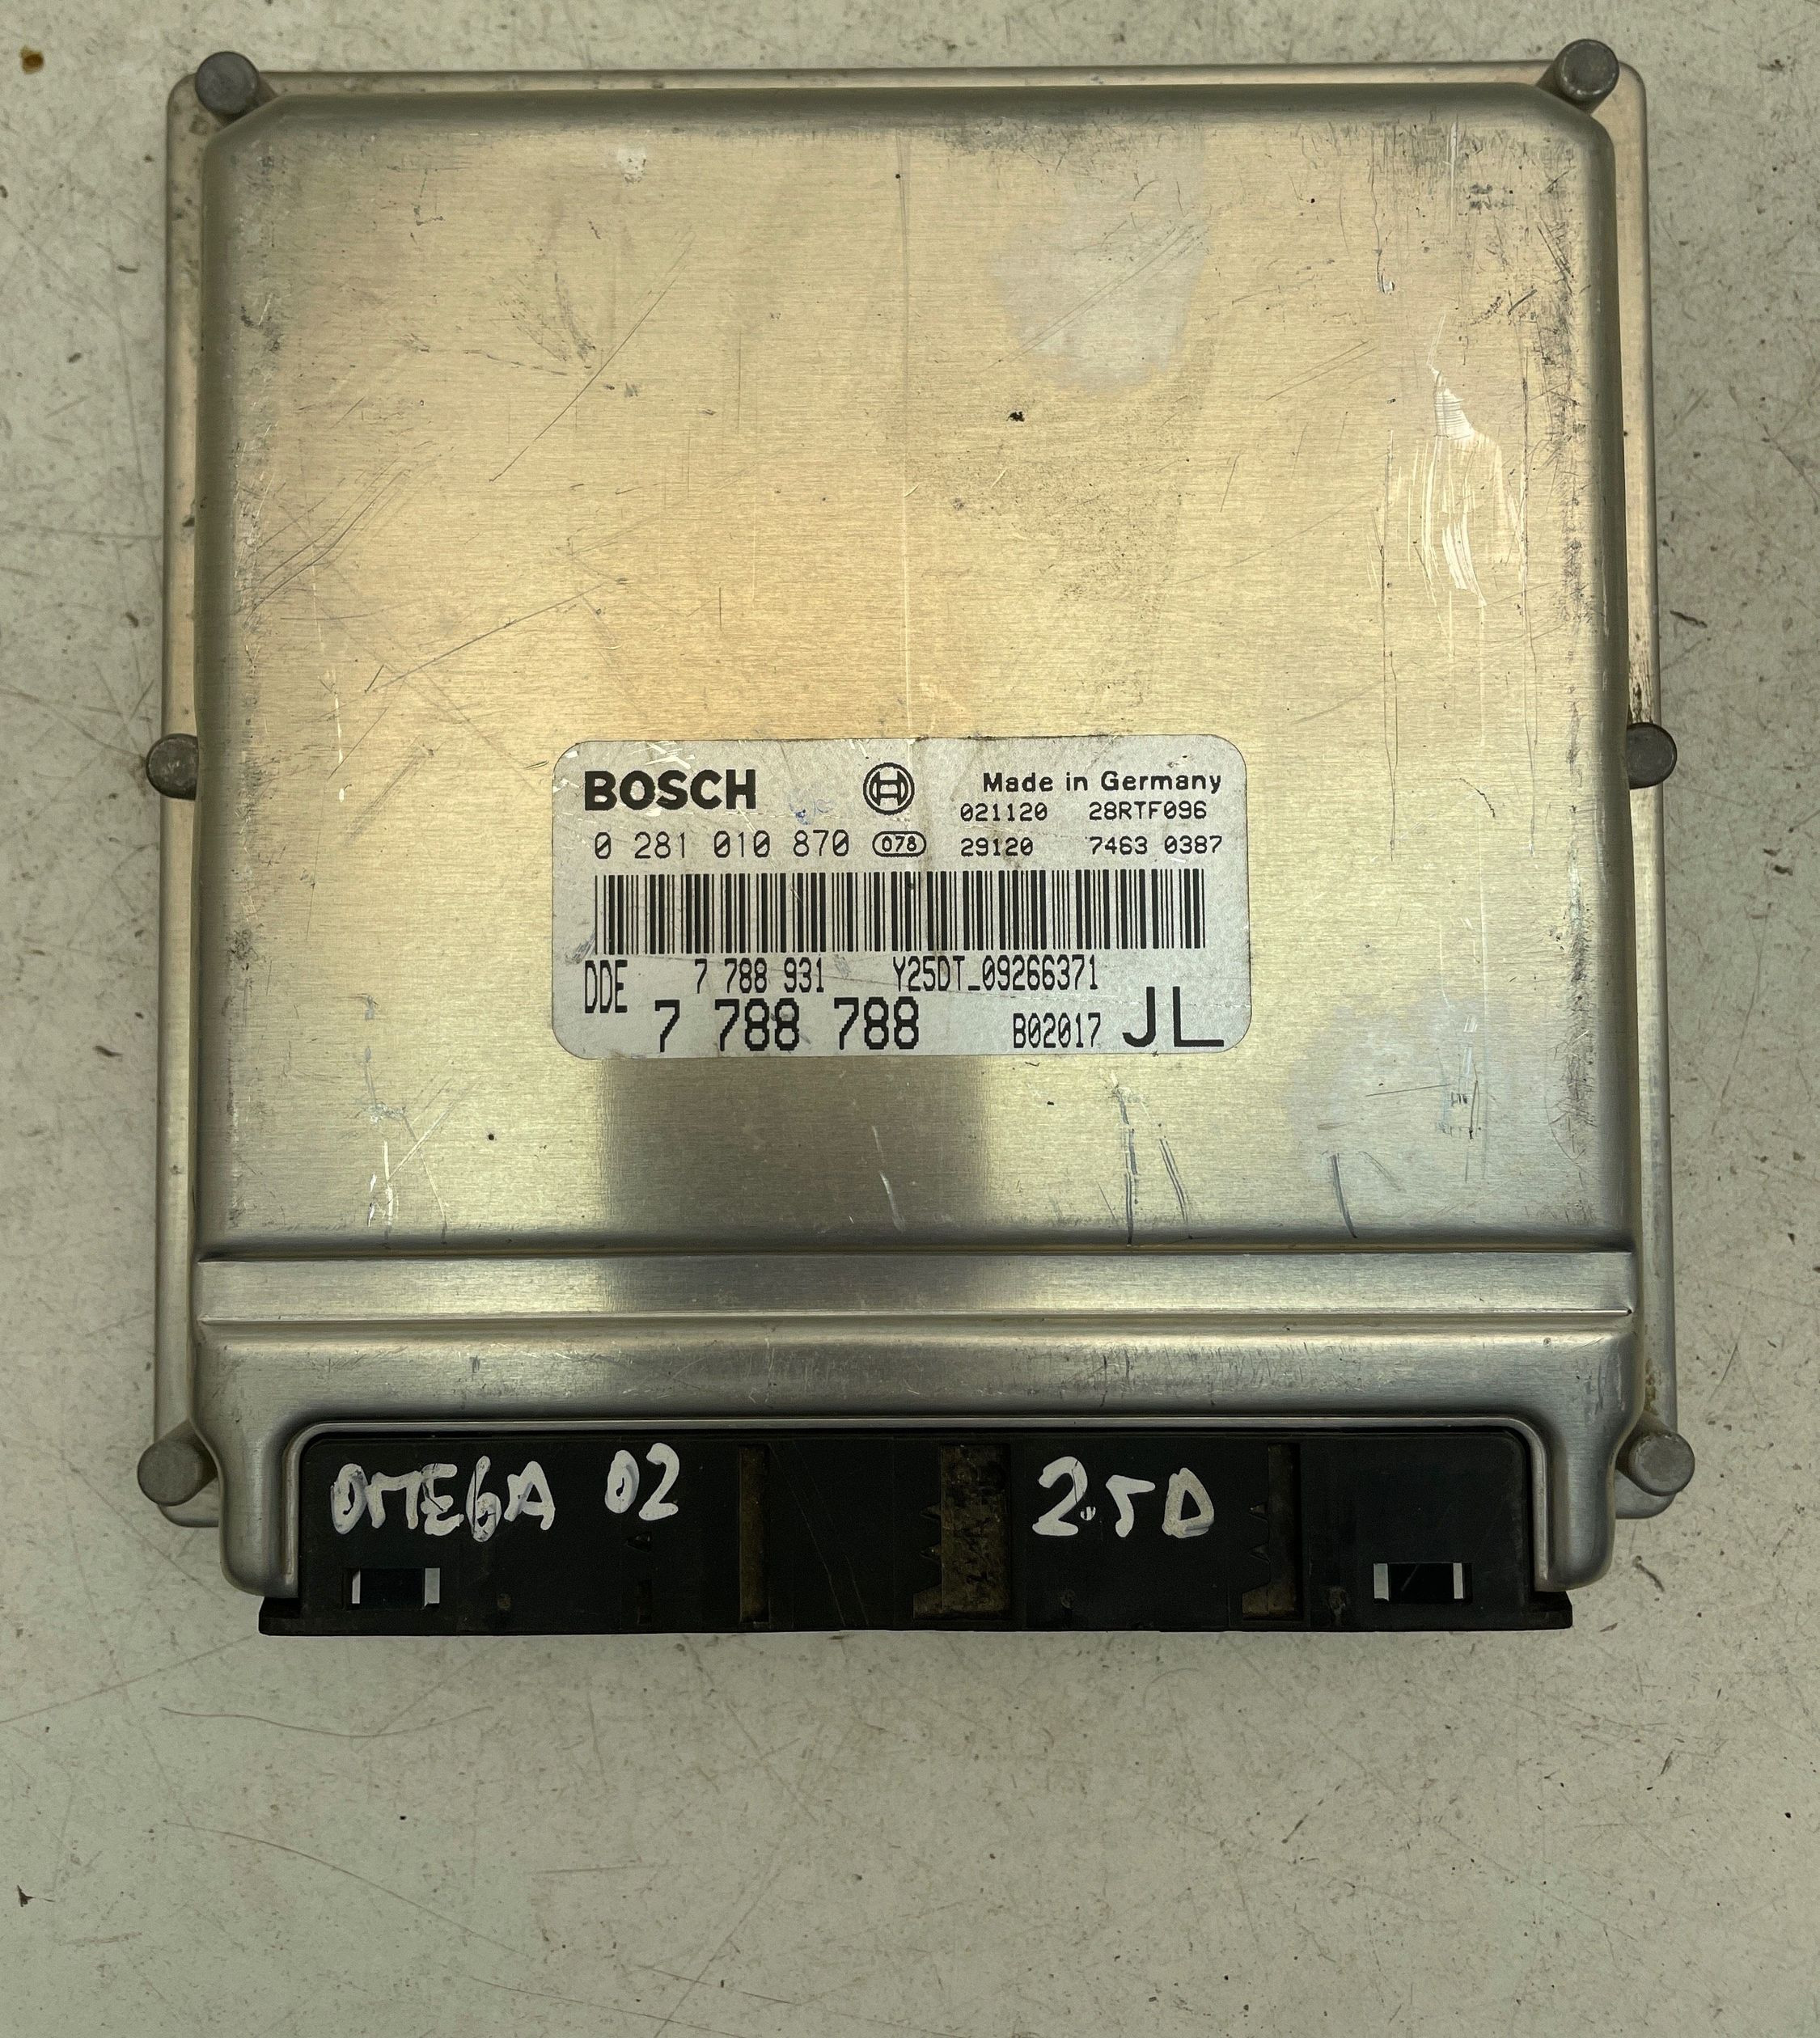 BOSCH Made in Germany
021120 28RTF096
0 281 010 870 078 29120 7463 0387
DDE 7 788 931 Y25DT_09266371
7 788 788 B02017 JL
OMEGA 02 2.5D